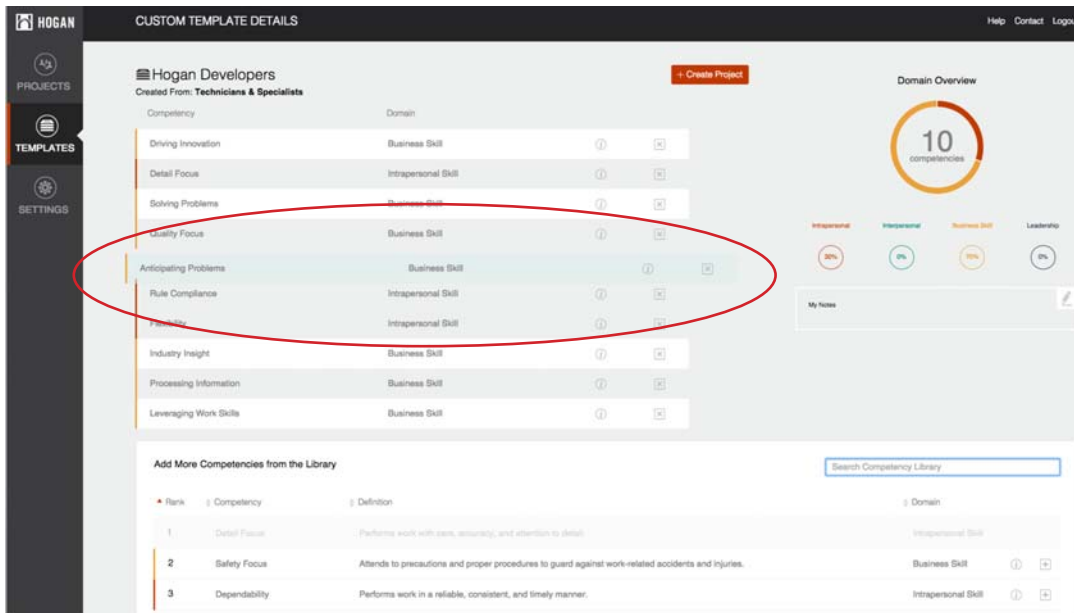 HOGAN
CUSTOM TEMPLATE DETAILS
Help Contact Logou
PROJECTS
TEMPLATES
SETTINGS
Hogan Developers
Created From: Technicians & Specialists
+ Create Project
Competency Domain
Driving Innovation Business Skill
Detail Focus Intrapersonal Skill
Solving Problems Business Skill
Quality Focus Business Skill
Anticipating Problems Business Skill
Rule Compliance Intrapersonal Skill
Flexibility Intrapersonal Skill
Industry Insight Business Skill
Processing Information Business Skill
Leveraging Work Skills Business Skill
Domain Overview
10
competencies
Intrapersonal Interpersonal Business Skill Leadership
30% 0% 70% 0%
My Notes
Add More Competencies from the Library
Search Competency Library
Rank Competency Definition Domain
1 Detail Focus Performs work with care, accuracy, and attention to detail. Intrapersonal Skill
2 Safety Focus Attends to precautions and proper procedures to guard against work-related accidents and injuries. Business Skill
3 Dependability Performs work in a reliable, consistent, and timely manner. Intrapersonal Skill